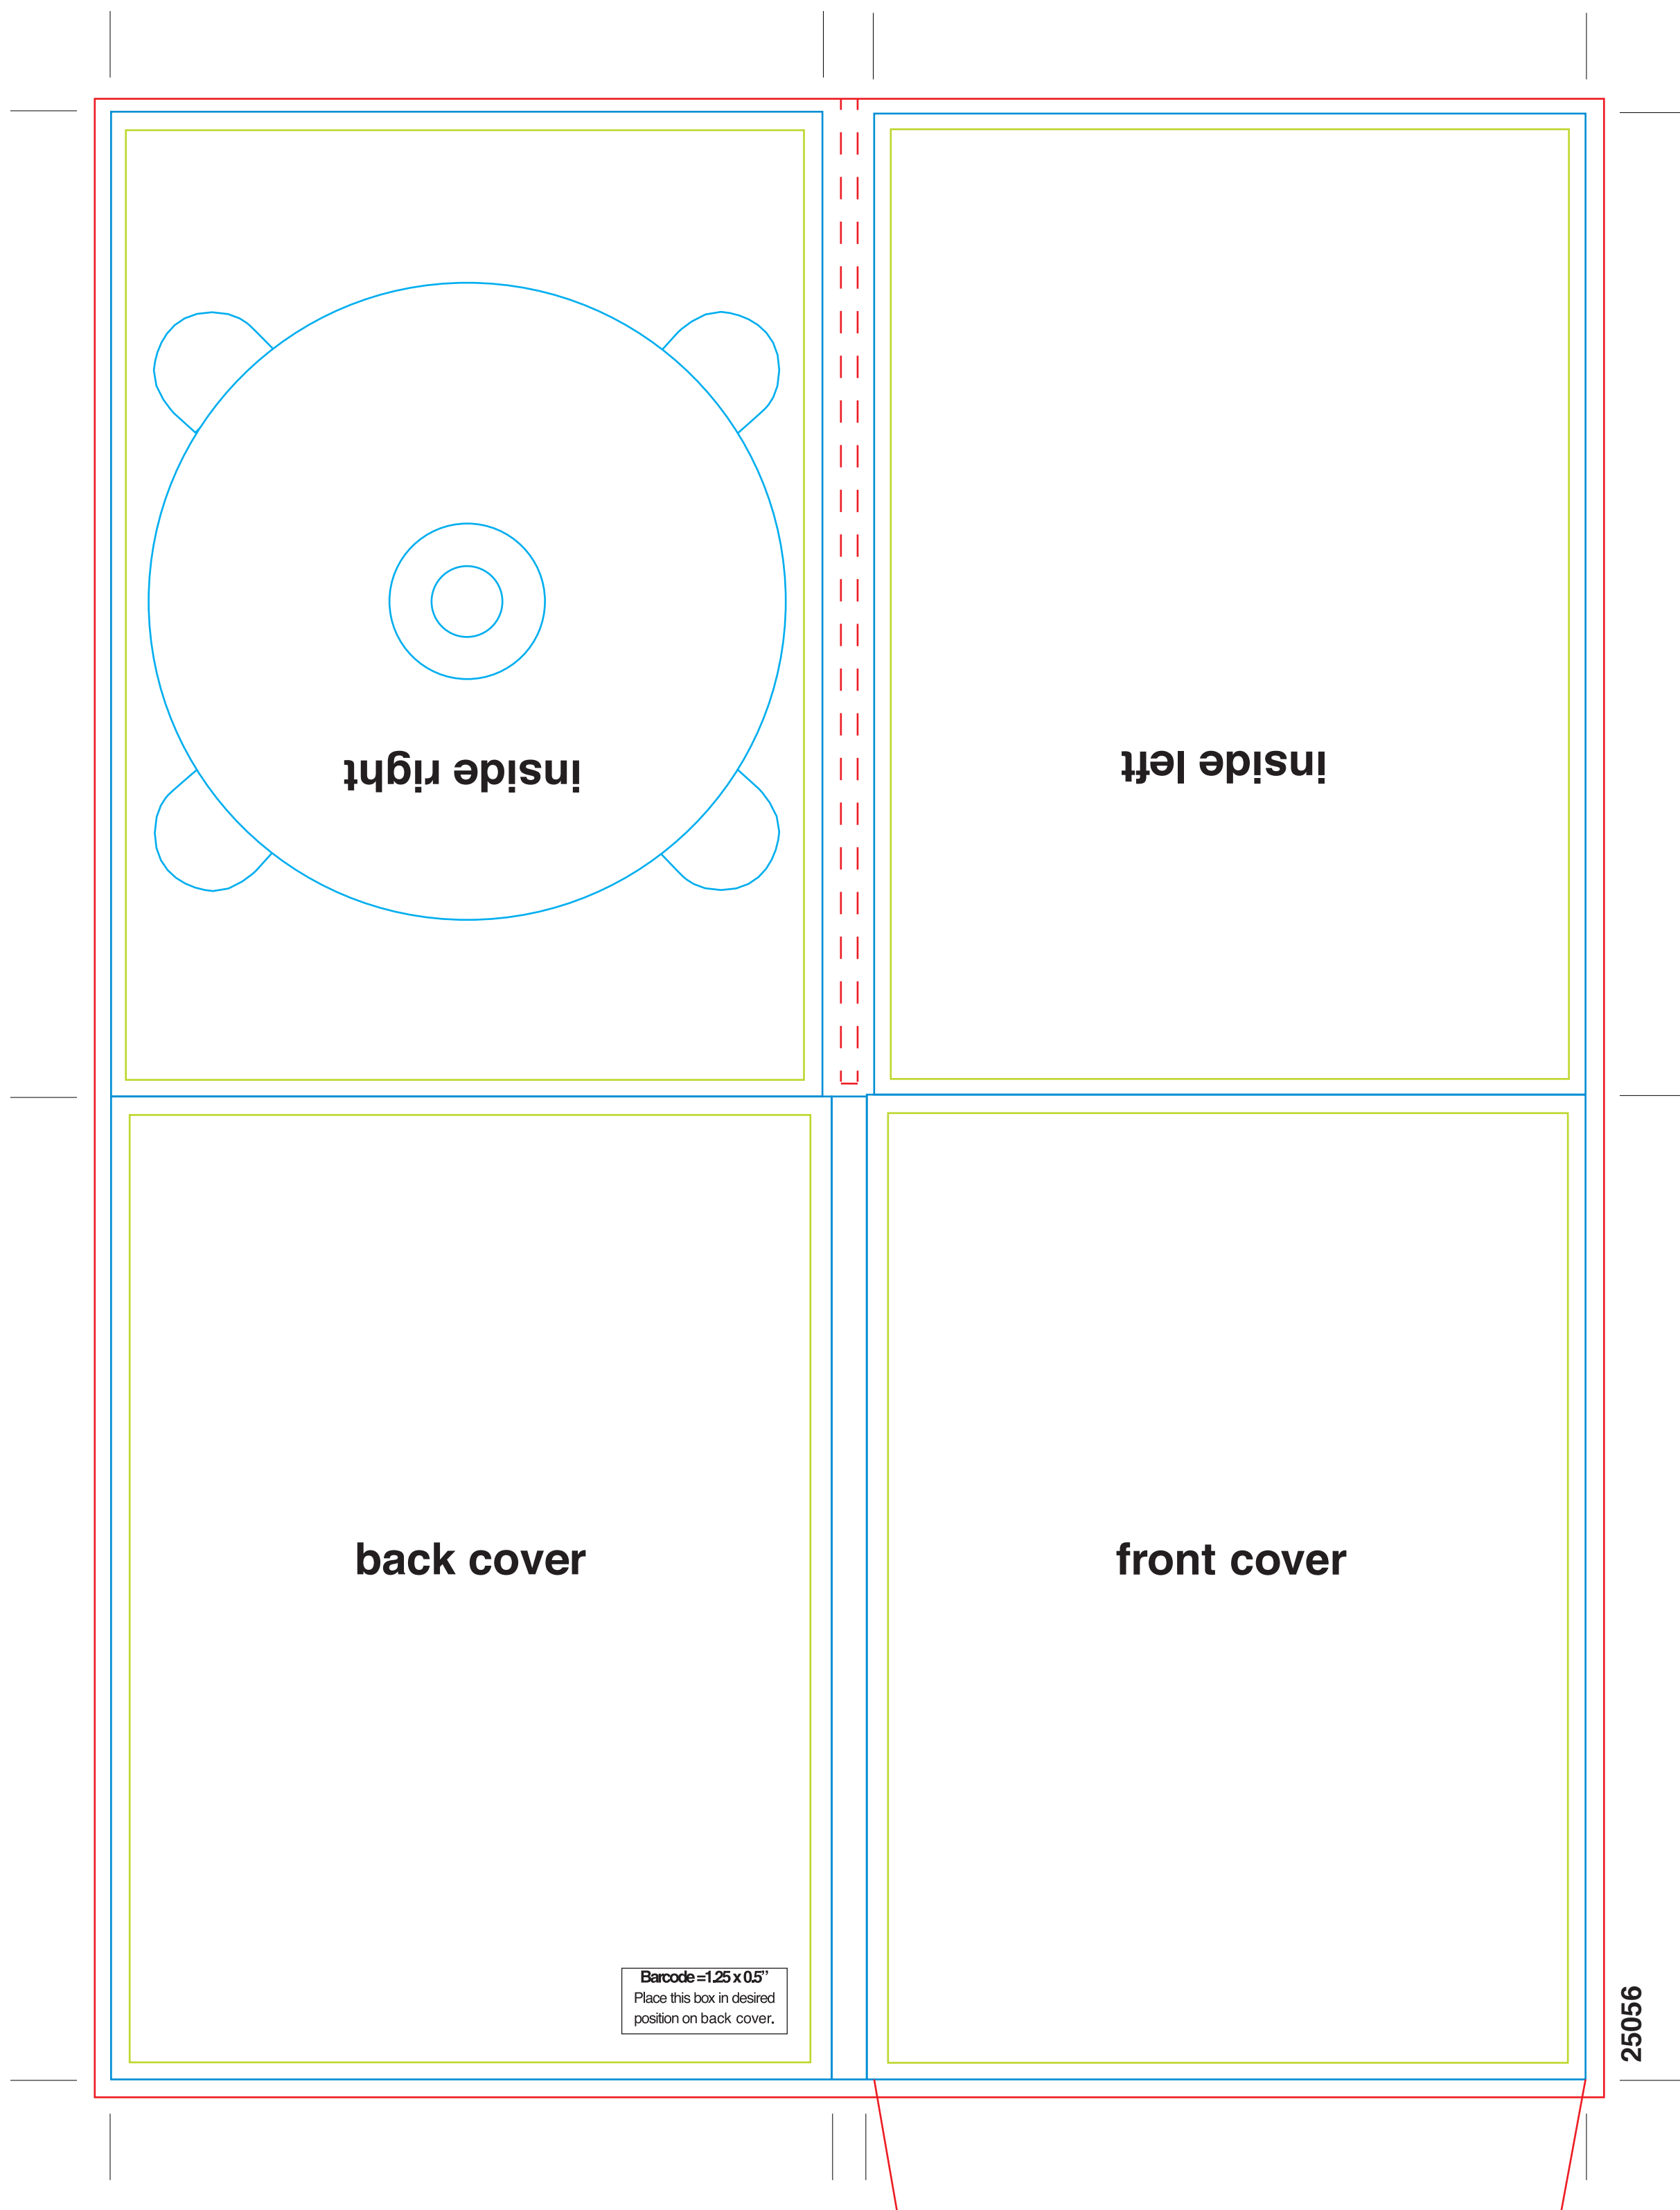 inside right
inside left
back cover
front cover
Barcode =1.25 x 0.5”
Place this box in desired
position on back cover.
25056